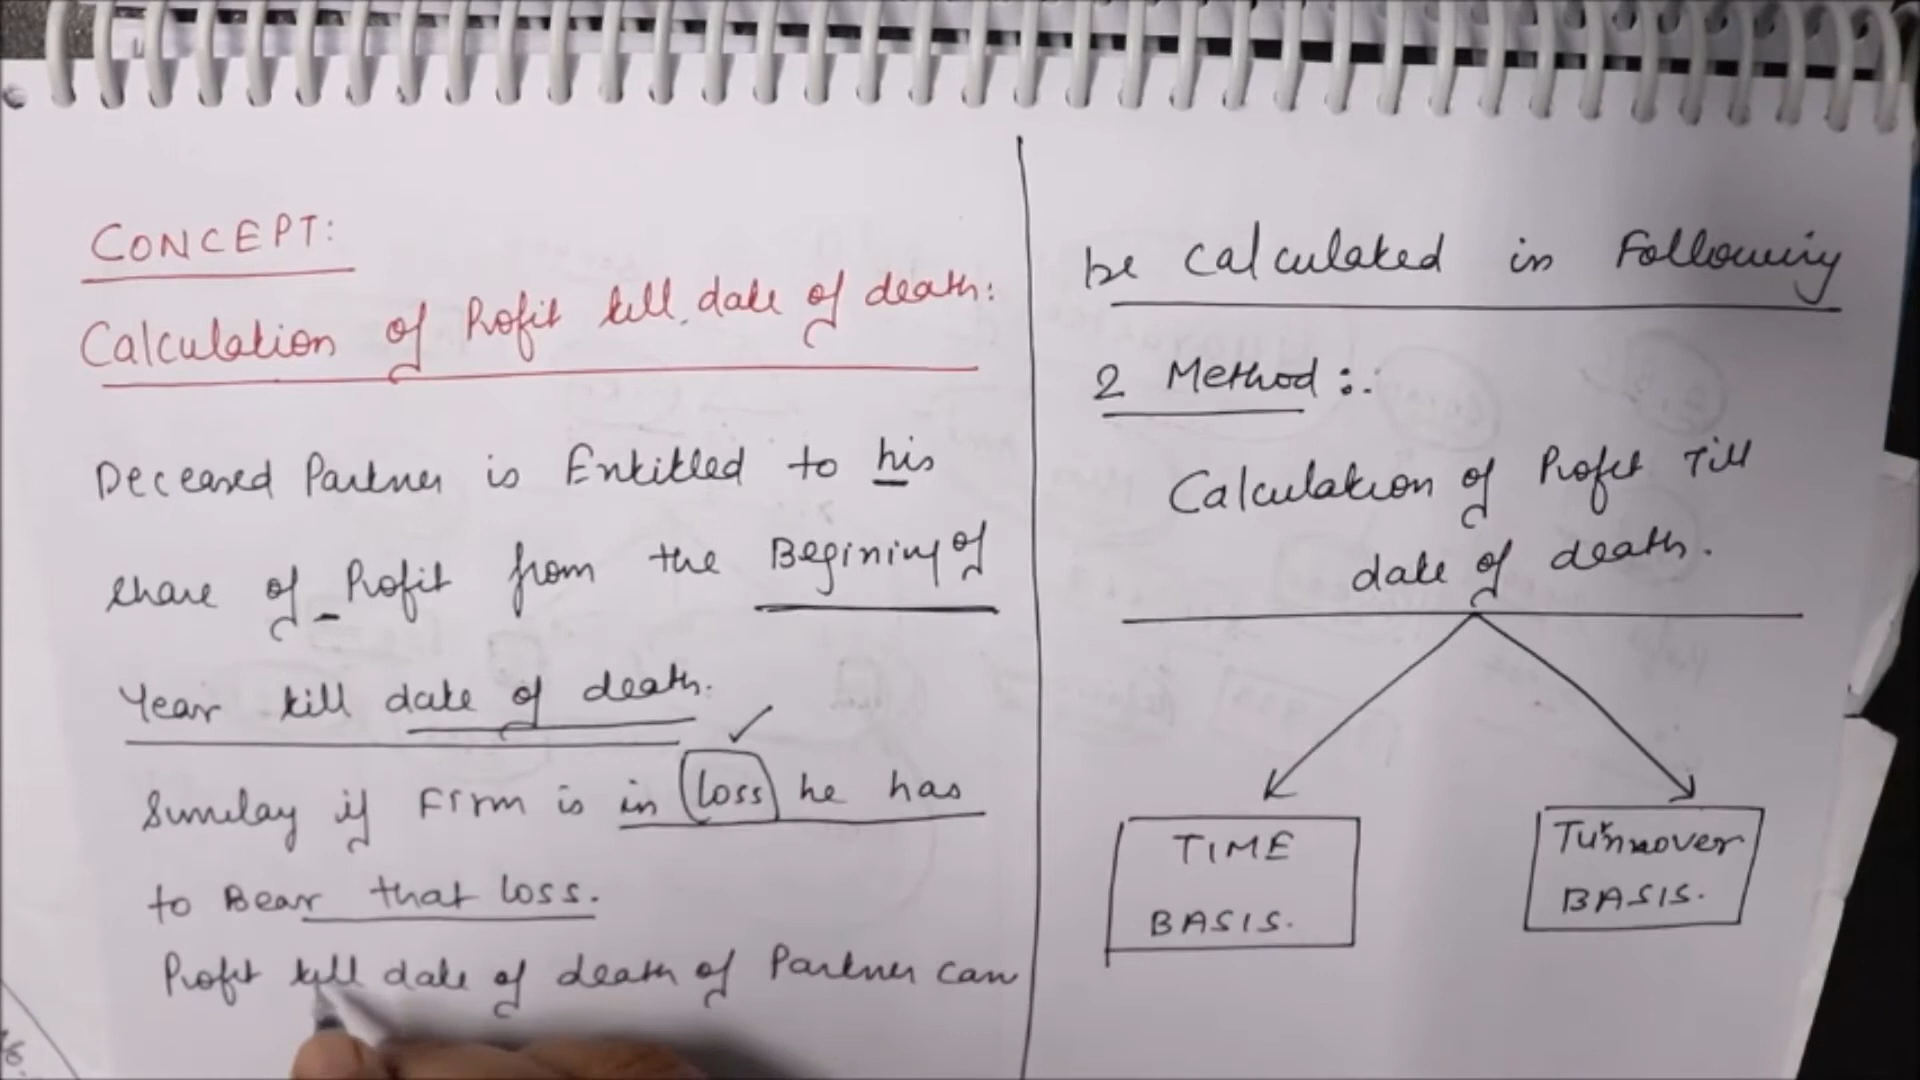 CONCEPT:
Calculation of Profit till date of death:
Deceased Partner is Entitled to his
share of Profit from the Begining of
Year till date of death.
if Firm is in loss he has
to Bear that loss.
Profit till date of death of Partner can
be calculated in Following
2 Method :.
Calculation of Profit Till
date of death.
TIME
BASIS.
Turnover
BASIS.